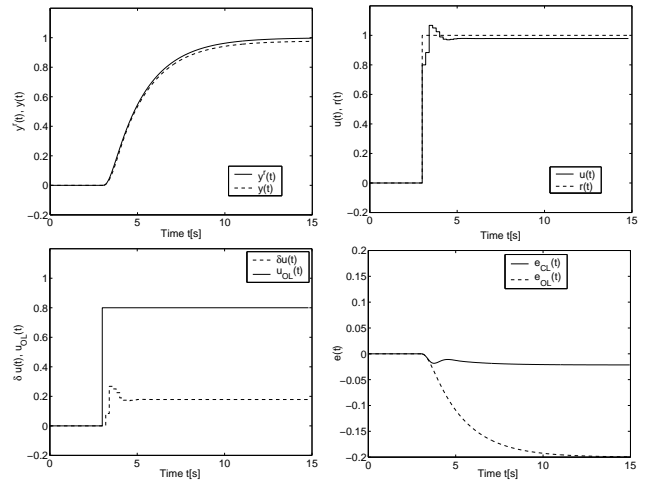 1
0.8
0.6
0.4
0.2
0
−0.2
0
5
10
15
Time t[s]
y^r(t), y(t)
y^r(t)
y(t)
1
0.8
0.6
0.4
0.2
0
−0.2
0
5
10
15
Time t[s]
u(t), r(t)
u(t)
r(t)
1
0.8
0.6
0.4
0.2
0
−0.2
0
5
10
15
Time t[s]
δ u(t), u_OL(t)
δu(t)
u_OL(t)
0.2
0.15
0.1
0.05
0
−0.05
−0.1
−0.15
−0.2
0
5
10
15
Time t[s]
e(t)
e_CL(t)
e_OL(t)